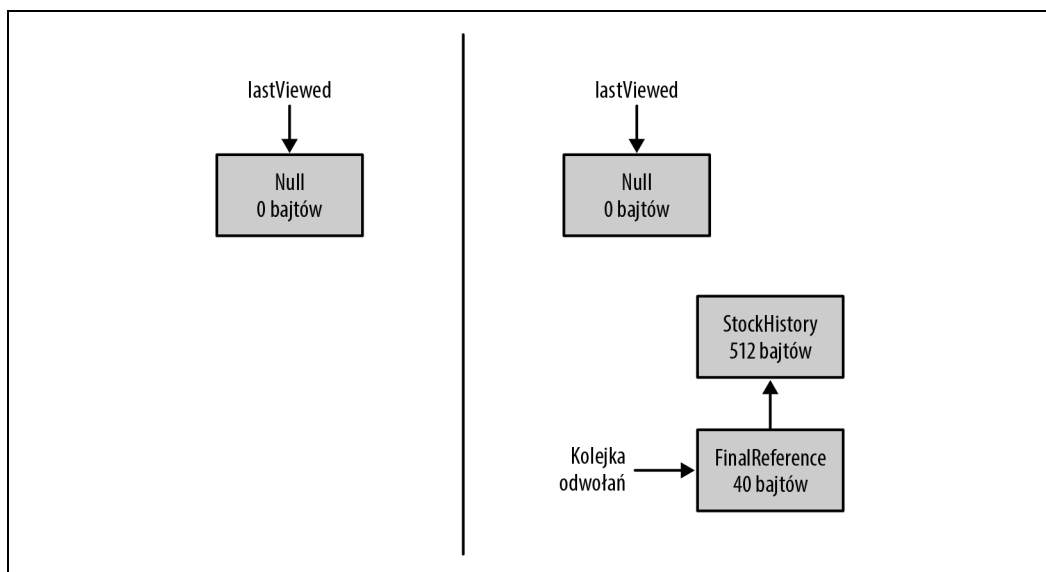 lastViewed
Null
0 bajtów
lastViewed
Null
0 bajtów
StockHistory
512 bajtów
Kolejka
odwołań
FinalReference
40 bajtów